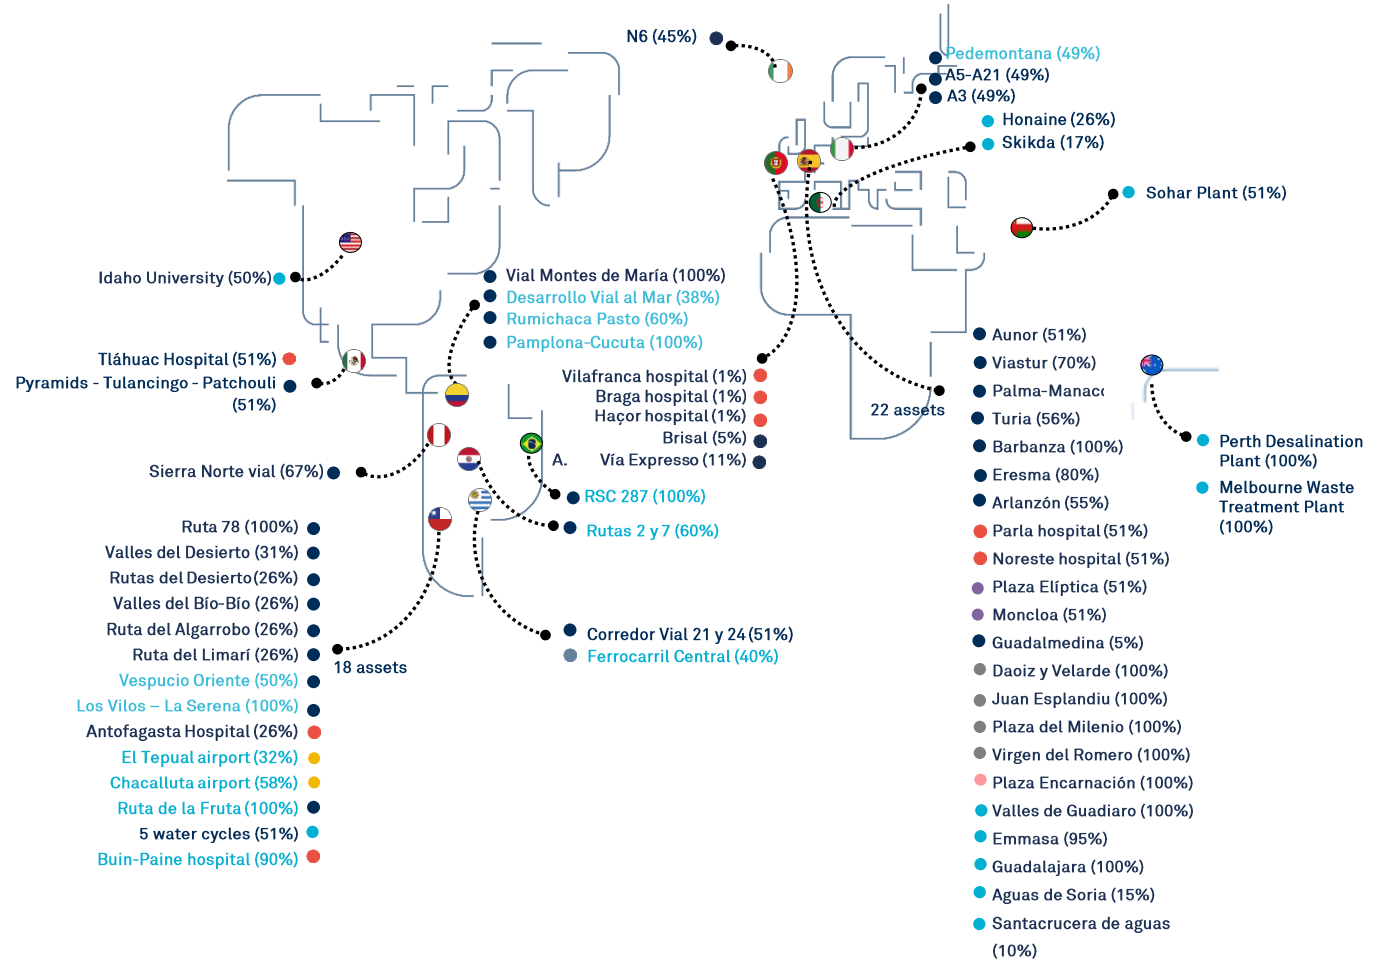 N6 (45%)
Pedemontana (49%)
A5-A21 (49%)
A3 (49%)
Honaine (26%)
Skikda (17%)
Sohar Plant (51%)
Idaho University (50%)
Vial Montes de María (100%)
Desarrollo Vial al Mar (38%)
Rumichaca Pasto (60%)
Pamplona-Cucuta (100%)
Tláhuac Hospital (51%)
Pyramids - Tulancingo - Patchouli
(51%)
Vilafranca hospital (1%)
Braga hospital (1%)
Haçor hospital (1%)
Brisal (5%)
Vía Expresso (11%)
22 assets
Aunor (51%)
Viastur (70%)
Palma-Manacc
Turia (56%)
Barbanza (100%)
Eresma (80%)
Arlanzón (55%)
Parla hospital (51%)
Noreste hospital (51%)
Plaza Elíptica (51%)
Moncloa (51%)
Guadalmedina (5%)
Daoiz y Velarde (100%)
Juan Esplandiu (100%)
Plaza del Milenio (100%)
Virgen del Romero (100%)
Plaza Encarnación (100%)
Valles de Guadiaro (100%)
Emmasa (95%)
Guadalajara (100%)
Aguas de Soria (15%)
Santacrucera de aguas
(10%)
Perth Desalination
Plant (100%)
Melbourne Waste
Treatment Plant
(100%)
Sierra Norte vial (67%)
A.
RSC 287 (100%)
Rutas 2 y 7 (60%)
Corredor Vial 21 y 24 (51%)
Ferrocarril Central (40%)
Ruta 78 (100%)
Valles del Desierto (31%)
Rutas del Desierto (26%)
Valles del Bío-Bío (26%)
Ruta del Algarrobo (26%)
Ruta del Limarí (26%)
18 assets
Vespucio Oriente (50%)
Los Vilos – La Serena (100%)
Antofagasta Hospital (26%)
El Tepual airport (32%)
Chacalluta airport (58%)
Ruta de la Fruta (100%)
5 water cycles (51%)
Buin-Paine hospital (90%)